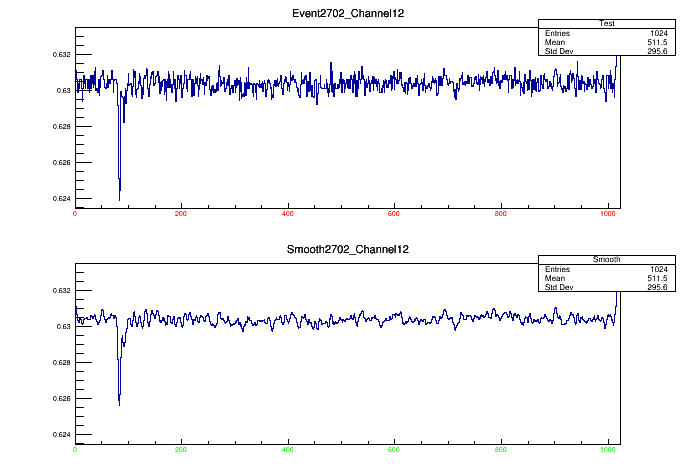 Event2702_Channel12
Test
Entries 1024
Mean 511.5
Std Dev 295.6
0.632
0.63
0.628
0.626
0.624
0 200 400 600 800 1000
Smooth2702_Channel12
Smooth
Entries 1024
Mean 511.5
Std Dev 295.6
0.632
0.63
0.628
0.626
0.624
0 200 400 600 800 1000